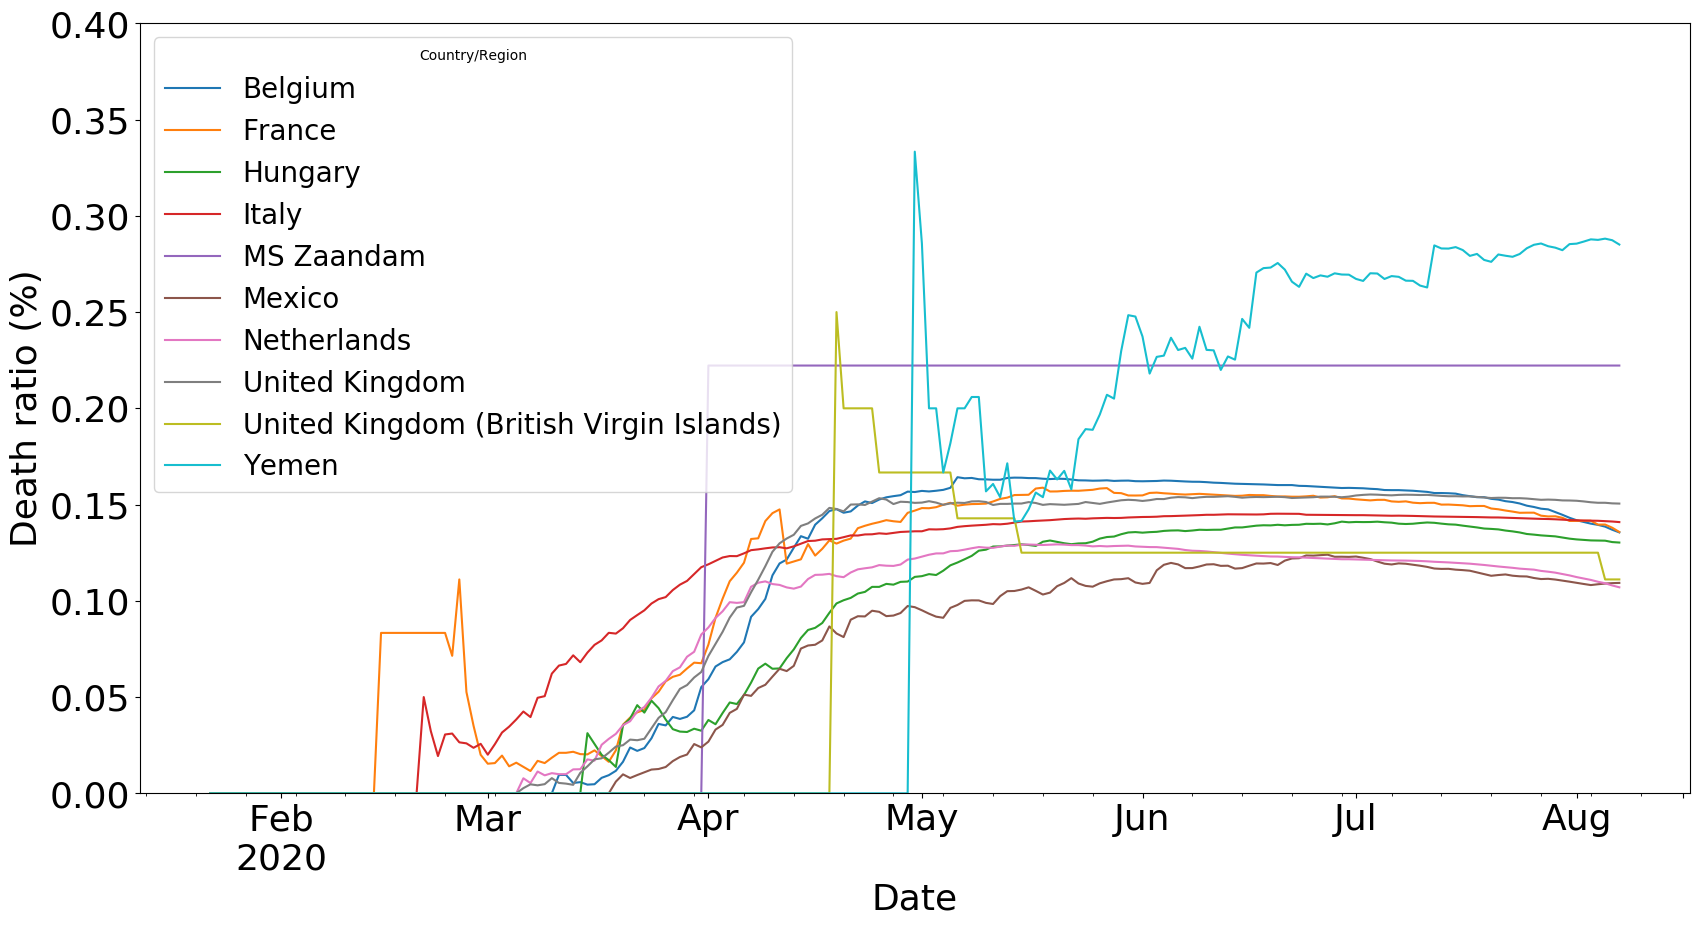 0.40
0.35
0.30
0.25
0.20
0.15
0.10
0.05
0.00
Death ratio (%)
Country/Region
Belgium
France
Hungary
Italy
MS Zaandam
Mexico
Netherlands
United Kingdom
United Kingdom (British Virgin Islands)
Yemen
Feb Mar Apr May Jun Jul Aug
2020
Date